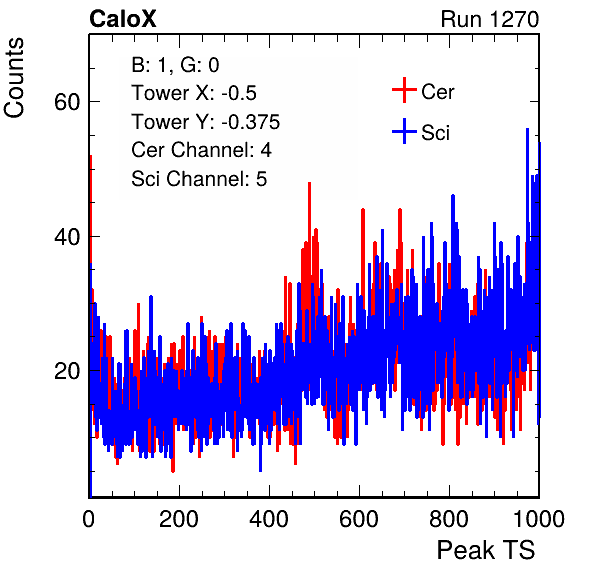 CaloX Run 1270
Counts
B: 1, G: 0
Tower X: -0.5
Tower Y: -0.375
Cer Channel: 4
Sci Channel: 5
Cer
Sci
60
40
20
0 200 400 600 800 1000
Peak TS